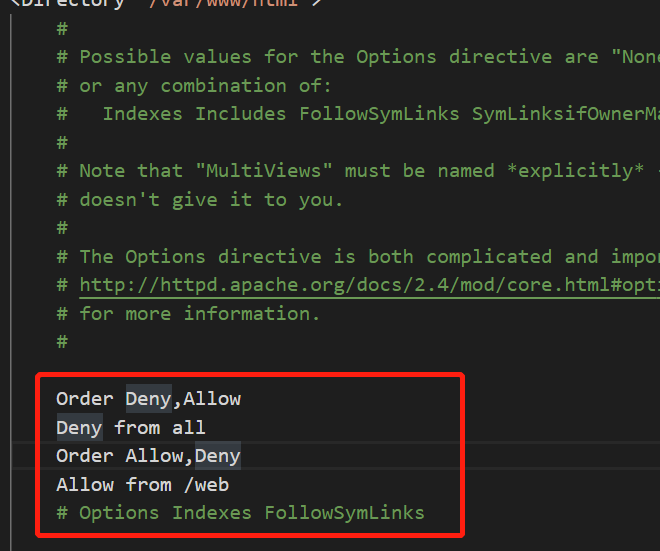 <Directory "/var/www/html">
#
# Possible values for the Options directive are "None
# or any combination of:
#   Indexes Includes FollowSymLinks SymLinksifOwnerMa
#
# Note that "MultiViews" must be named *explicitly*
# doesn't give it to you.
#
# The Options directive is both complicated and impor
# http://httpd.apache.org/docs/2.4/mod/core.html#opti
# for more information.
#
Order Deny,Allow
Deny from all
Order Allow,Deny
Allow from /web
# Options Indexes FollowSymLinks